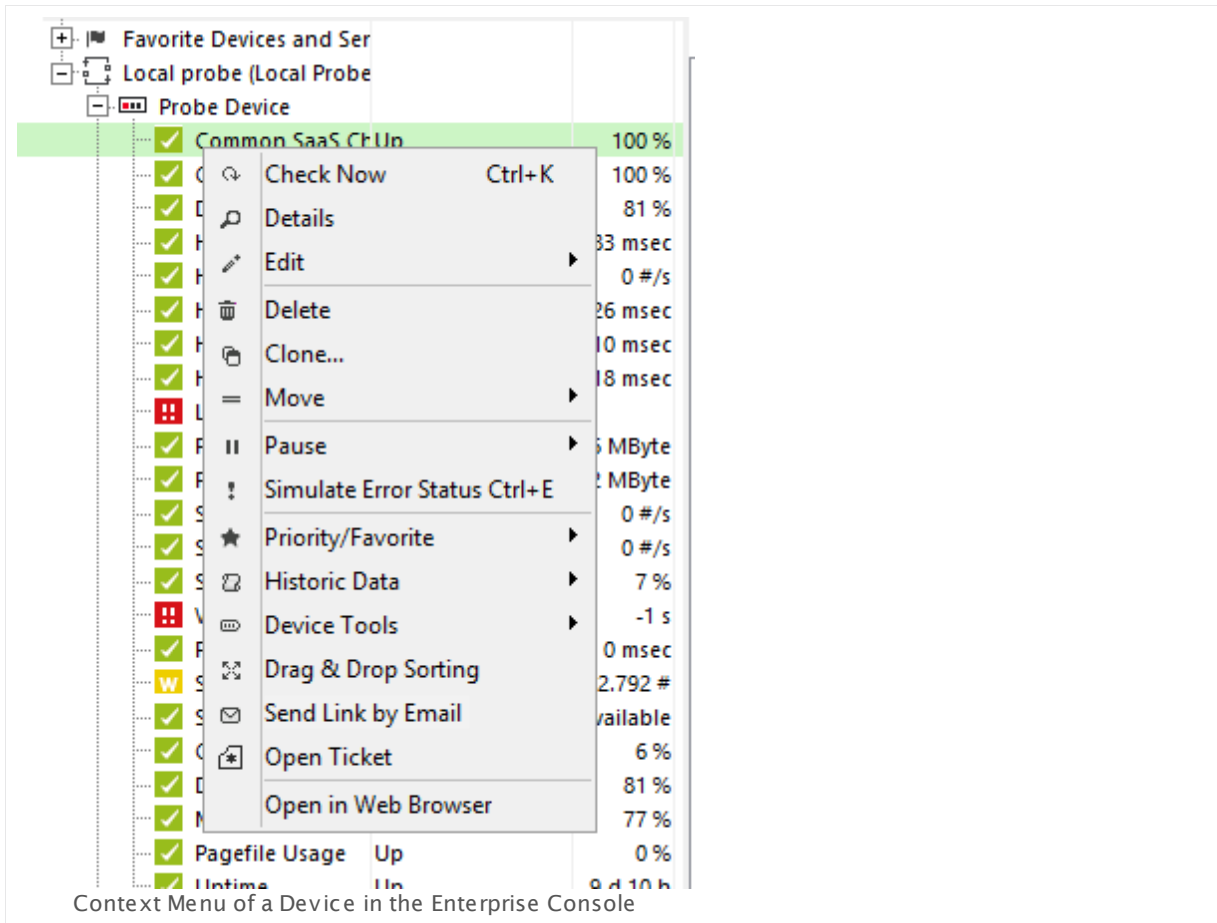 Favorite Devices and Ser
Local probe (Local Probe
Probe Device
Common SaaS Ch Up 100 %
Check Now Ctrl+K 100 %
Details 81 %
33 msec
Edit 0 #/s
Delete 26 msec
Clone... 10 msec
Move 18 msec
Pause MByte
Simulate Error Status Ctrl+E MByte
0 #/s
Priority/Favorite 0 #/s
Historic Data 7 %
Device Tools -1 s
0 msec
Drag & Drop Sorting 2.792 #
Send Link by Email
Open Ticket 6 %
81 %
Open in Web Browser 77 %
Pagefile Usage Up 0 %
Uptime Up 9 d 10 h
Context Menu of a Device in the Enterprise Console